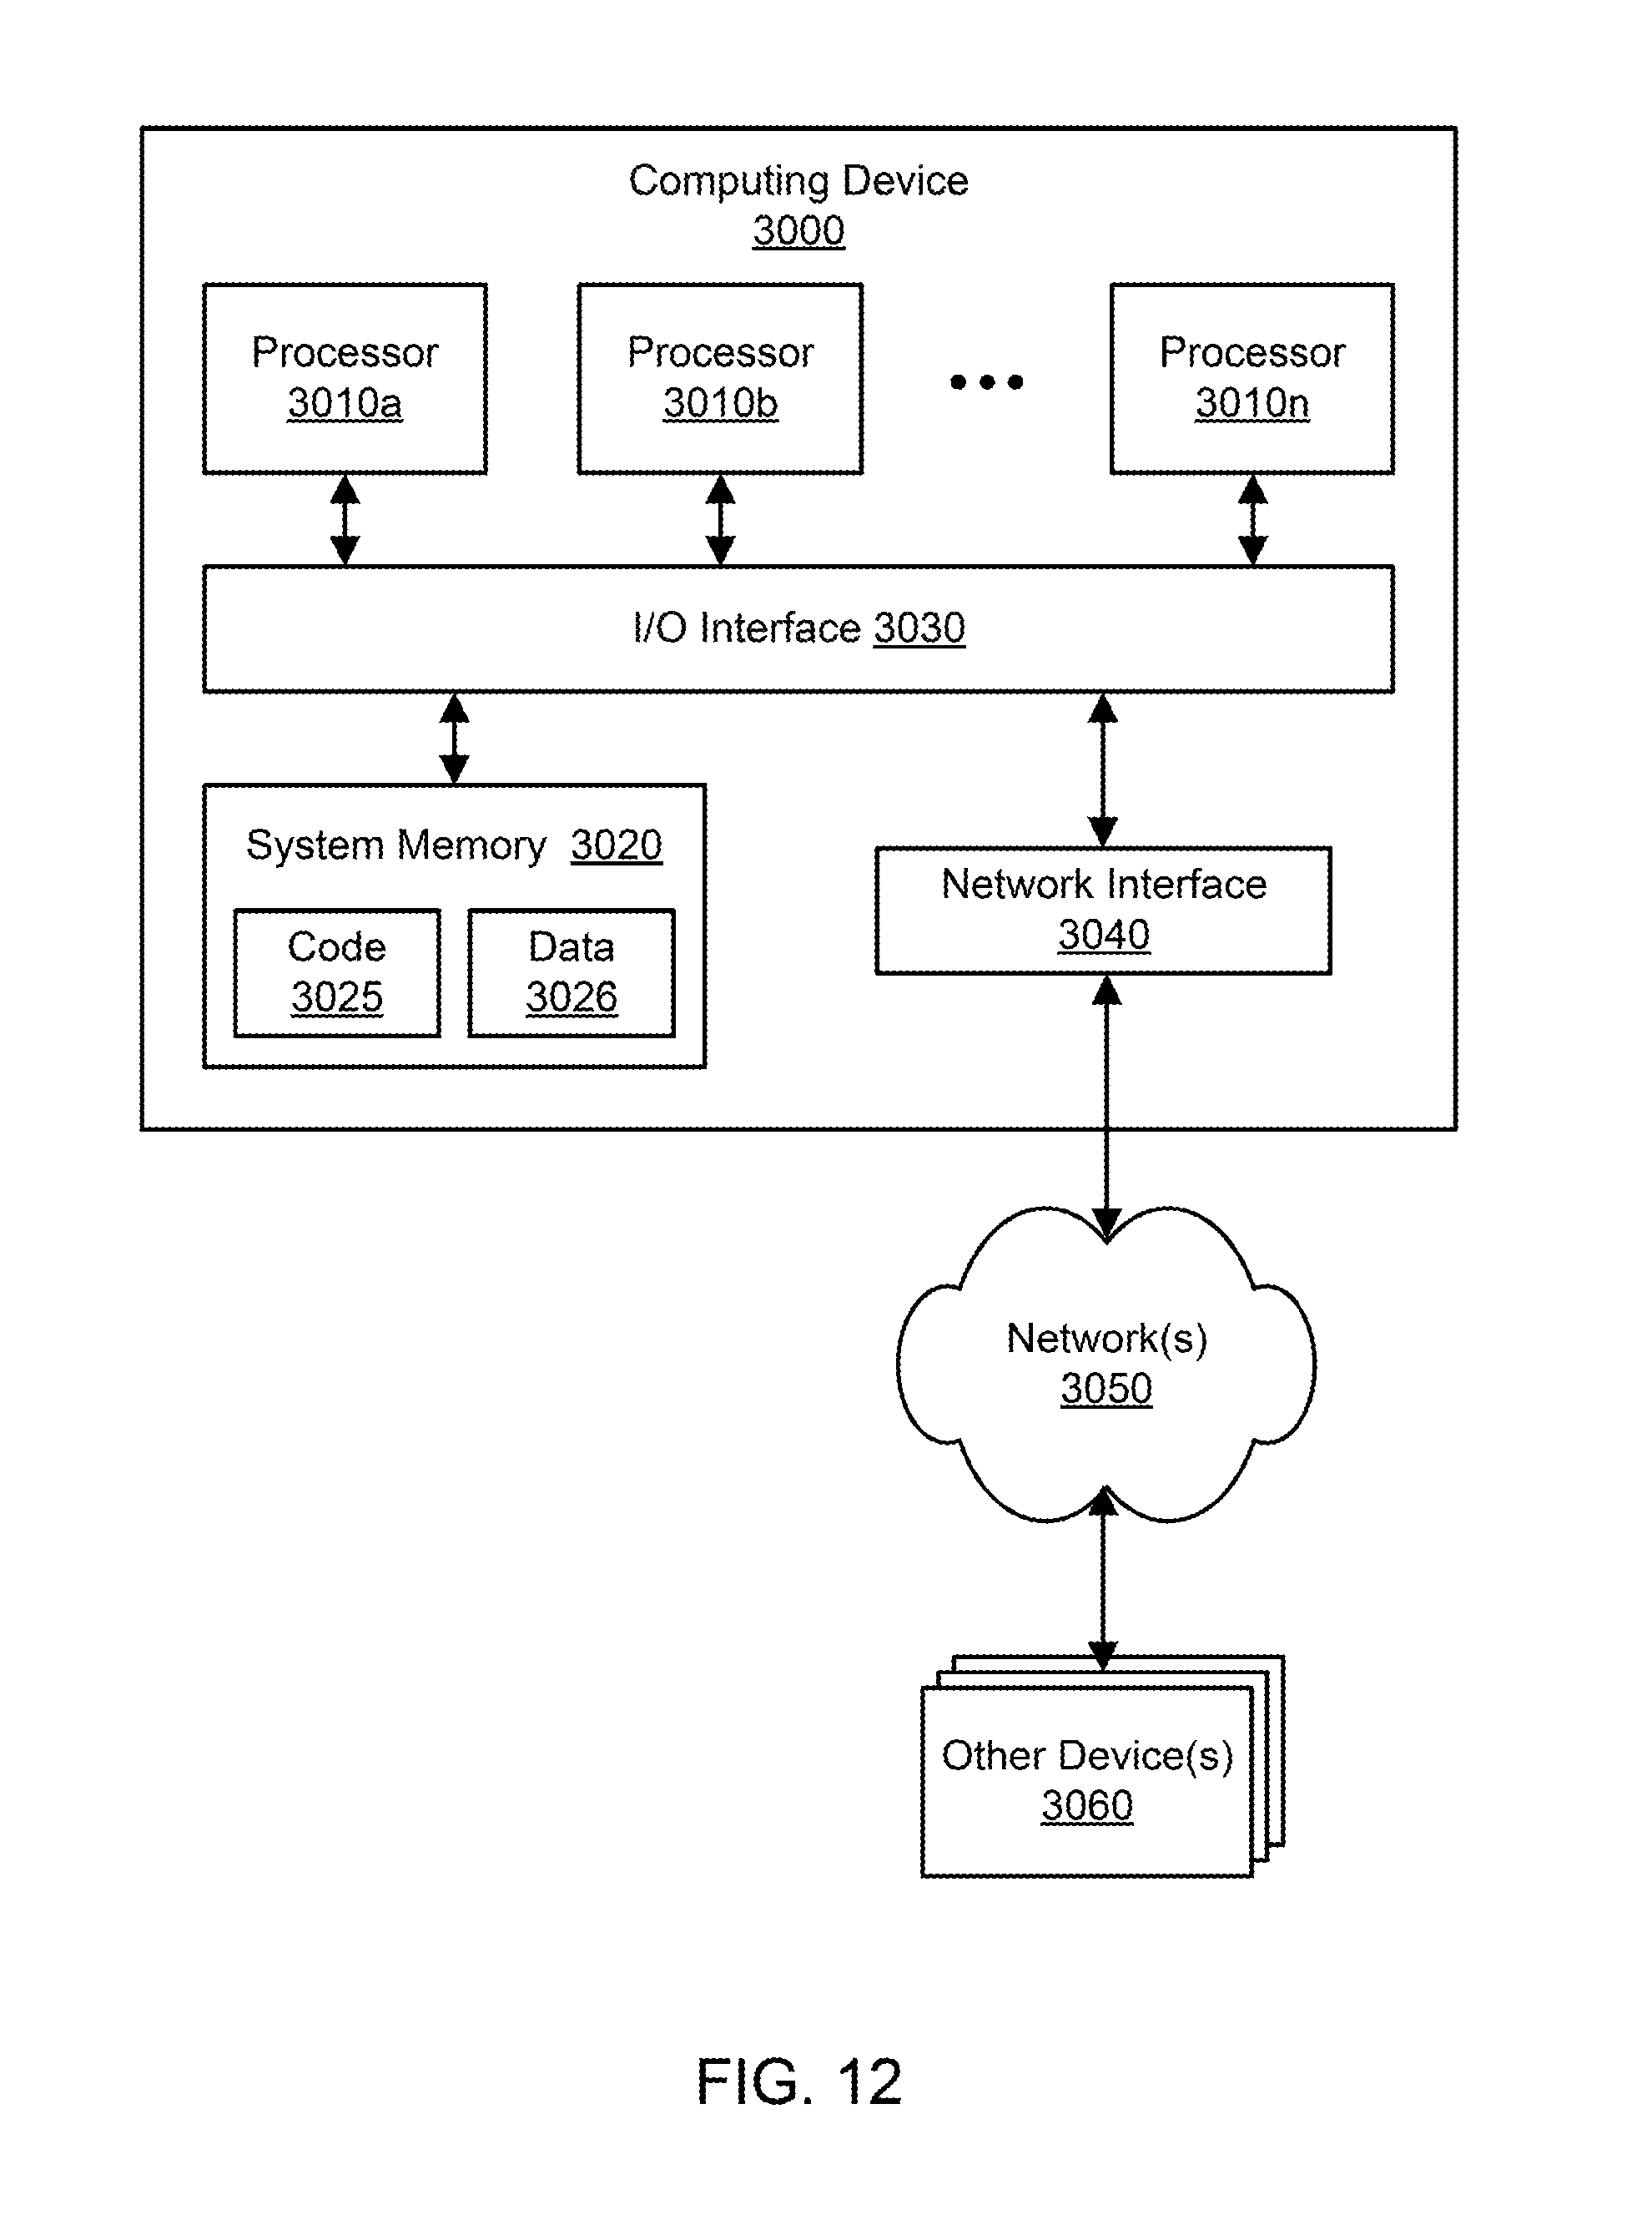 Computing Device
3000
Processor
3010a
Processor
3010b
Processor
3010n
I/O Interface 3030
System Memory 3020
Code
3025
Data
3026
Network Interface
3040
Network(s)
3050
Other Device(s)
3060
FIG. 12